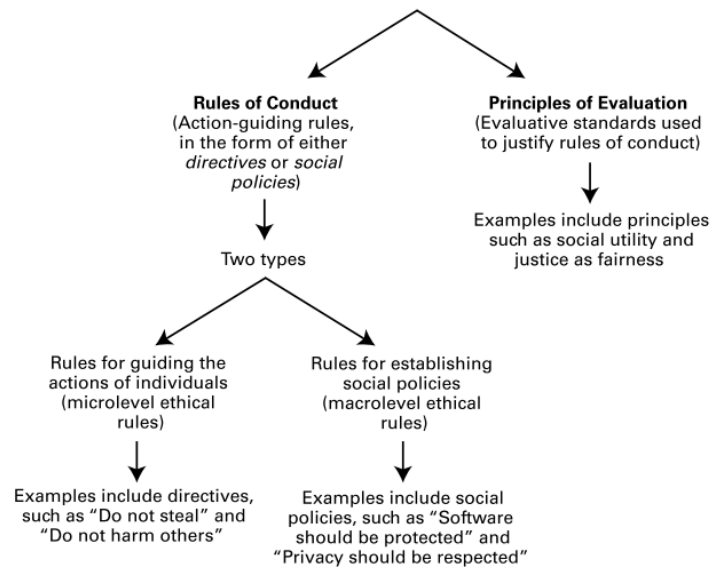 Rules of Conduct
(Action-guiding rules,
in the form of either
directives or social
policies)
Principles of Evaluation
(Evaluative standards used
to justify rules of conduct)
Examples include principles
such as social utility and
justice as fairness
Two types
Rules for guiding the
actions of individuals
(microlevel ethical
rules)
Rules for establishing
social policies
(macrolevel ethical
rules)
Examples include directives,
such as “Do not steal” and
“Do not harm others”
Examples include social
policies, such as “Software
should be protected” and
“Privacy should be respected”